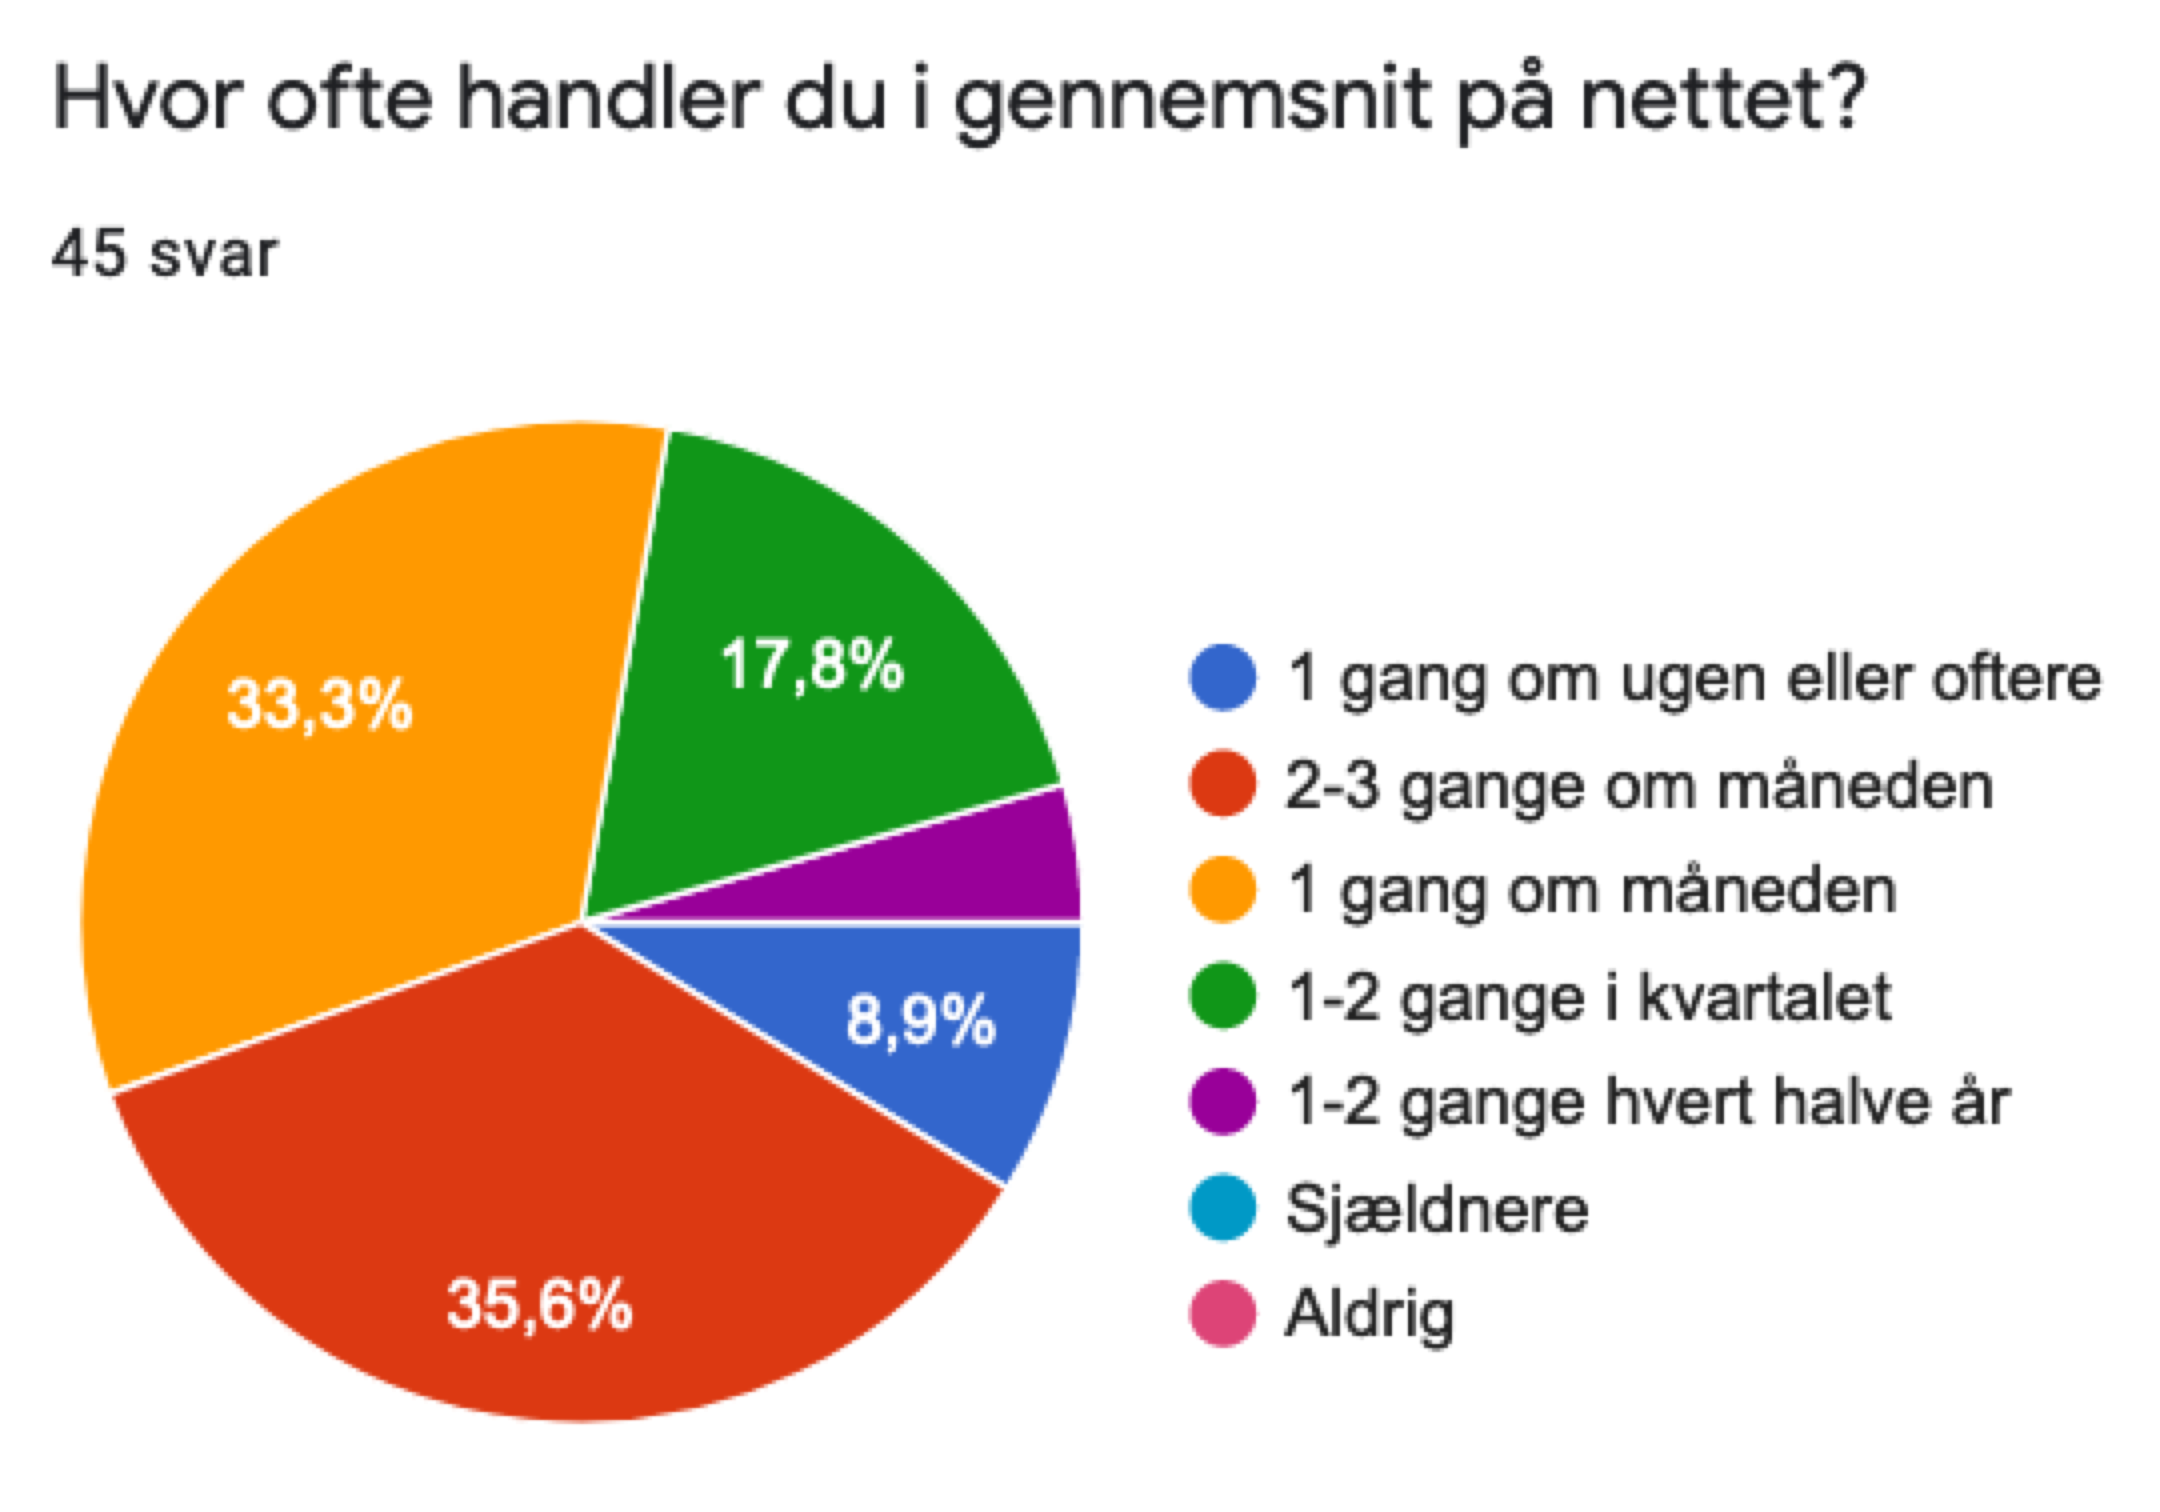 Hvor ofte handler du i gennemsnit på nettet?
45 svar
33,3%
17,8%
8,9%
35,6%
1 gang om ugen eller oftere
2-3 gange om måneden
1 gang om måneden
1-2 gange i kvartalet
1-2 gange hvert halve år
Sjældnere
Aldrig